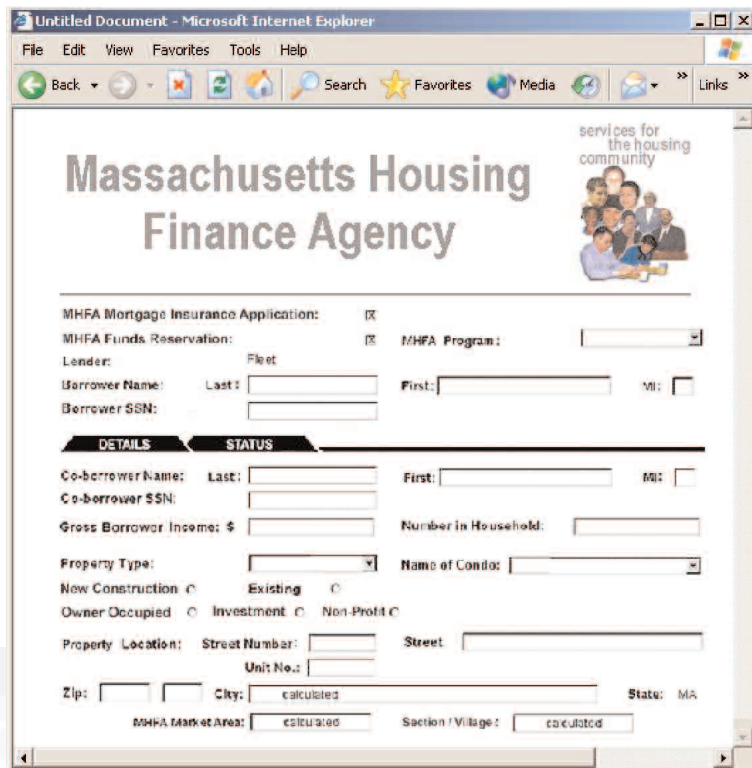 Untitled Document - Microsoft Internet Explorer
File Edit View Favorites Tools Help
Back Search Favorites Media » Links »
services for
the housing
community
Massachusetts Housing
Finance Agency
MHFA Mortgage Insurance Application: X
MHFA Funds Reservation: X MHFA Program:
Lender: Fleet
Borrower Name: Last: First: MI:
Borrower SSN:
DETAILS STATUS
Co-borrower Name: Last: First: MI:
Co-borrower SSN:
Gross Borrower Income: $ Number in Household:
Property Type: Name of Condo:
New Construction Existing
Owner Occupied Investment Non-Profit
Property Location: Street Number: Street
Unit No.:
Zip: City: calculated State: MA
MHFA Market Area: calculated Section / Village: calculated